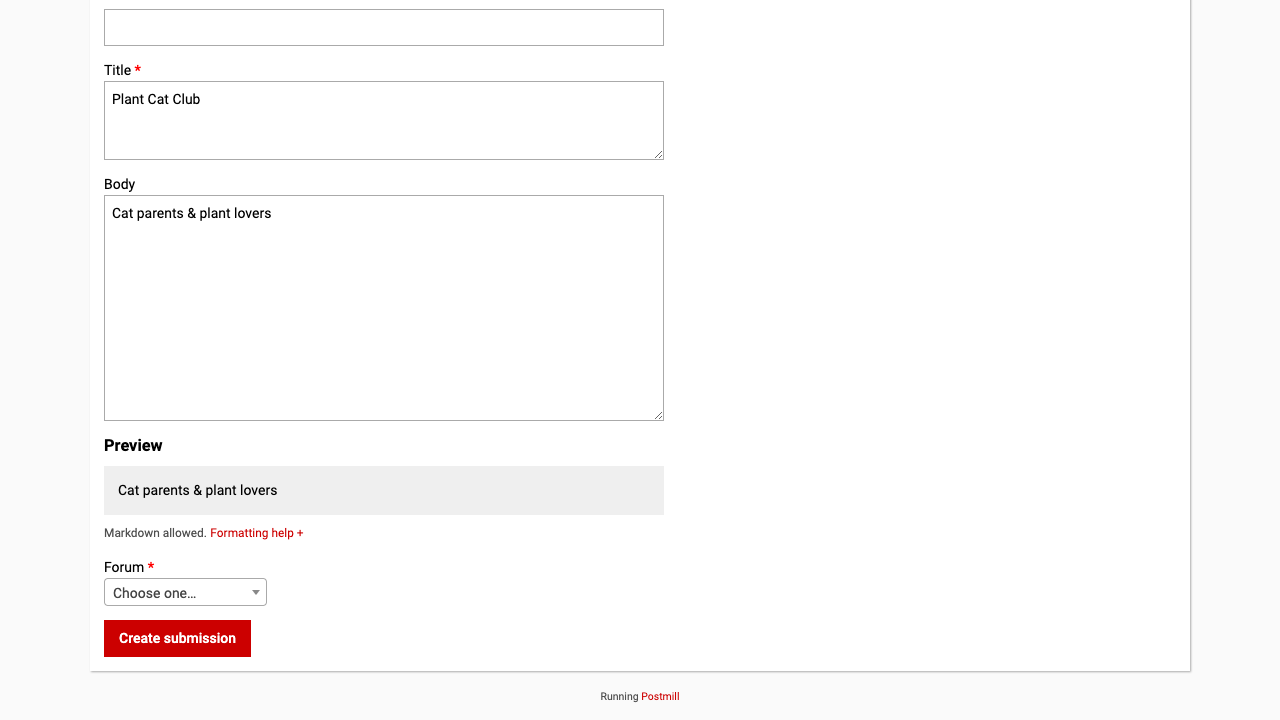 Title *
Plant Cat Club
Body
Cat parents & plant lovers
Preview
Cat parents & plant lovers
Markdown allowed. Formatting help +
Forum *
Choose one…
Create submission
Running Postmill